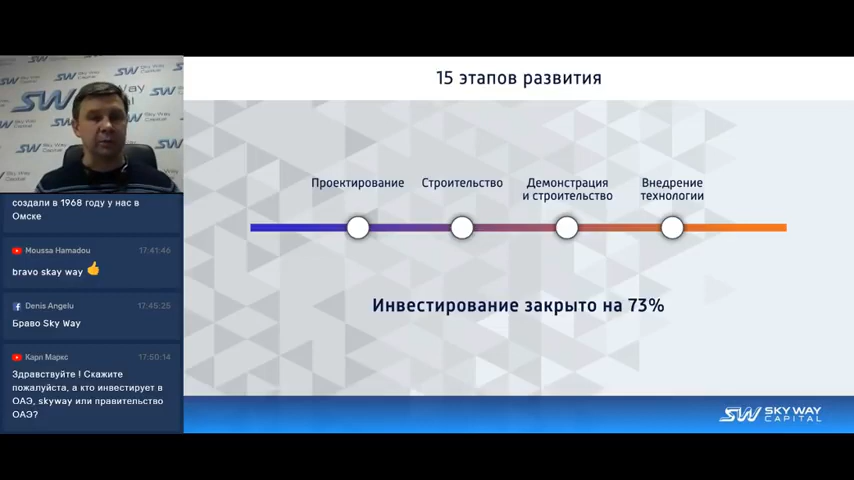 15 этапов развития
Проектирование
Строительство
Демонстрация
и строительство
Внедрение
технологии
Инвестирование закрыто на 73%
SW SKY WAY
CAPITAL
создали в 1968 году у нас в
Омске
Moussa Hamadou 17:41:46
bravo skay way 👍
Denis Angelu 17:45:25
Браво Sky Way
Карл Маркс 17:50:14
Здравствуйте ! Скажите
пожалуйста, а кто инвестирует в
ОАЭ, skyway или правительство
ОАЭ?